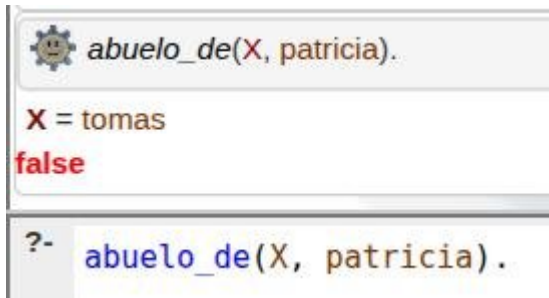 abuelo_de(X, patricia).
X = tomas
false
?- abuelo_de(X, patricia).